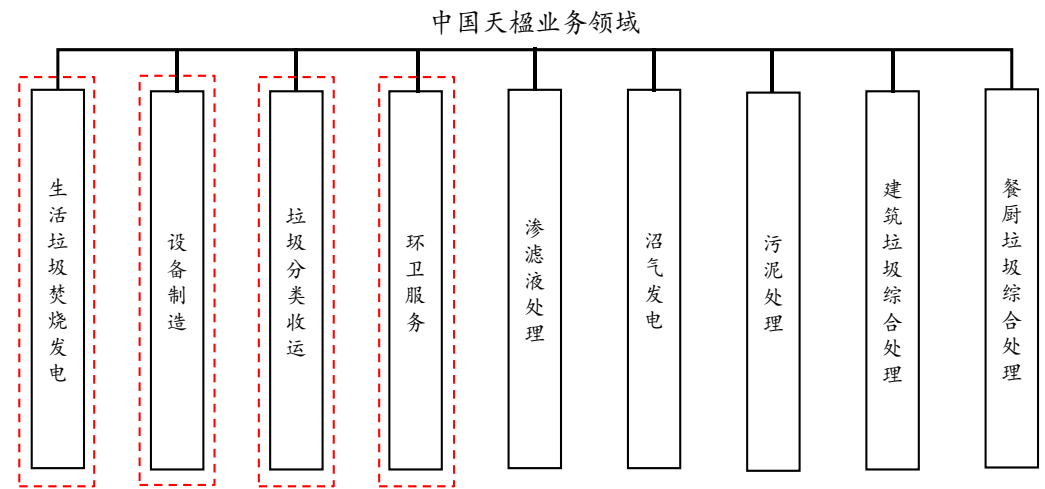 中国天楹业务领域
生活垃圾焚烧发电
设备制造
垃圾分类收运
环卫服务
渗滤液处理
沼气发电
污泥处理
建筑垃圾综合处理
餐厨垃圾综合处理